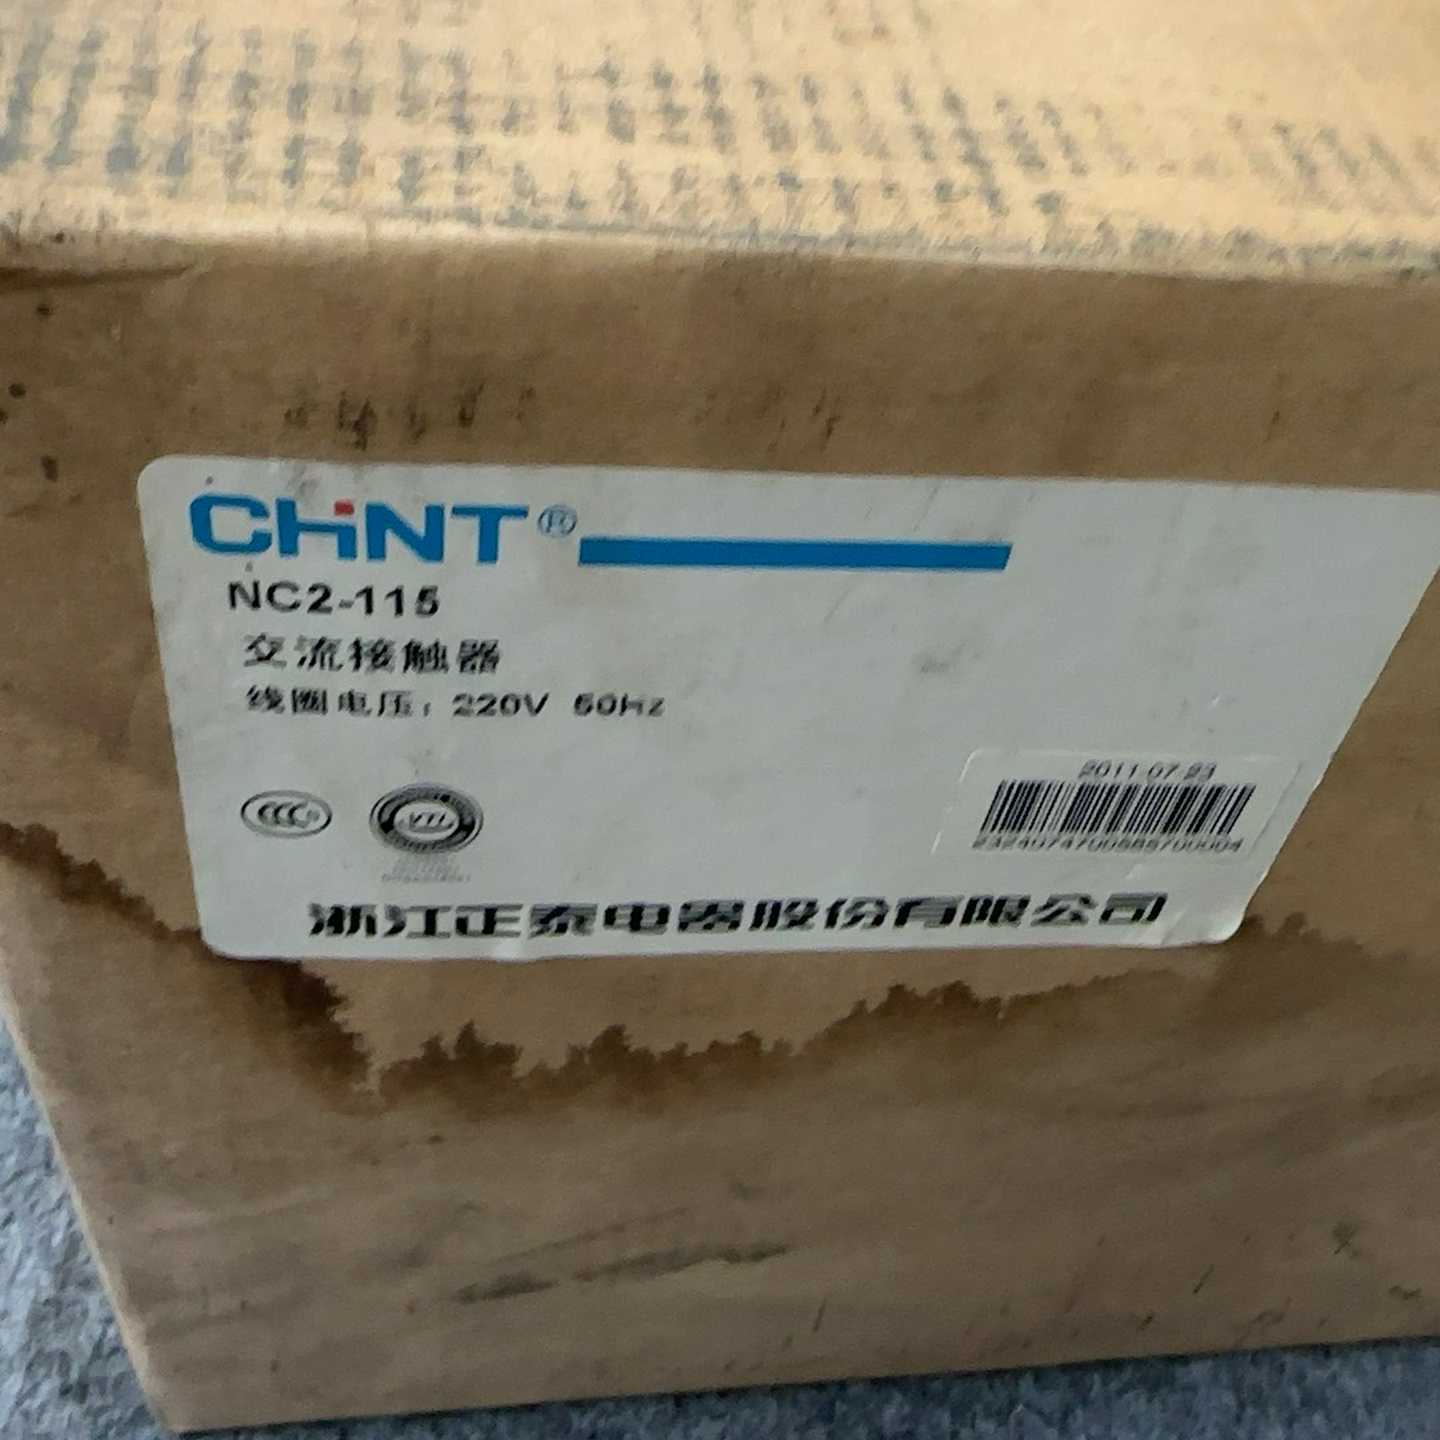 CHNT®
NC2-115
交流接触器
线圈电压：220V 50Hz
CCC
2011-07-23
浙江正泰电器股份有限公司